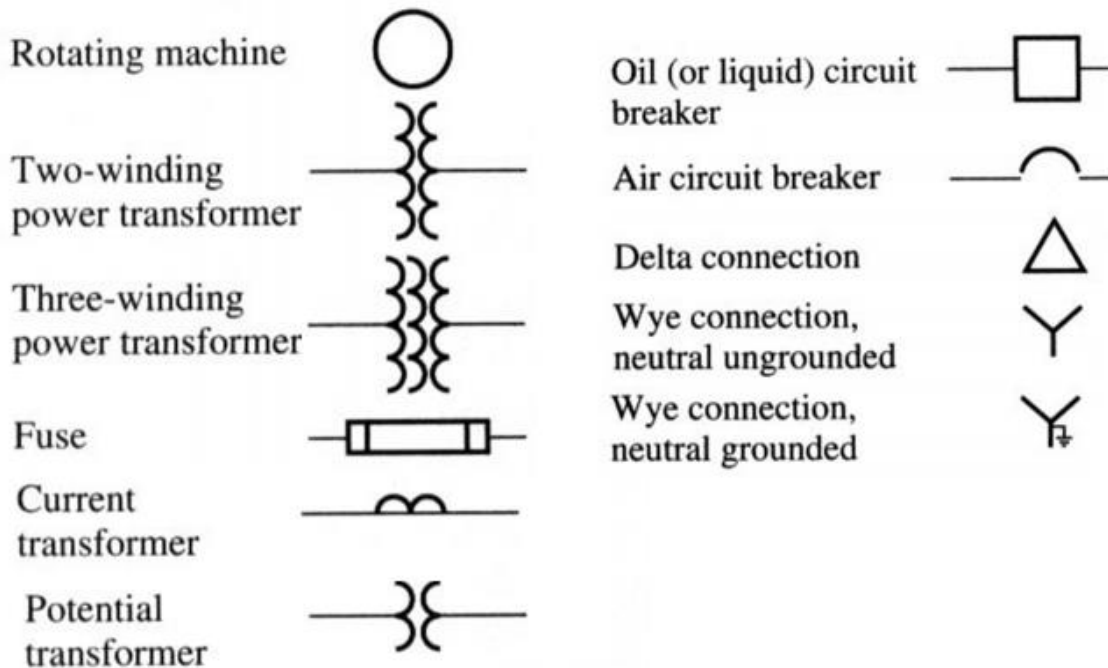 Rotating machine
Two-winding
power transformer
Three-winding
power transformer
Fuse
Current
transformer
Potential
transformer
Oil (or liquid) circuit
breaker
Air circuit breaker
Delta connection
Wye connection,
neutral ungrounded
Wye connection,
neutral grounded